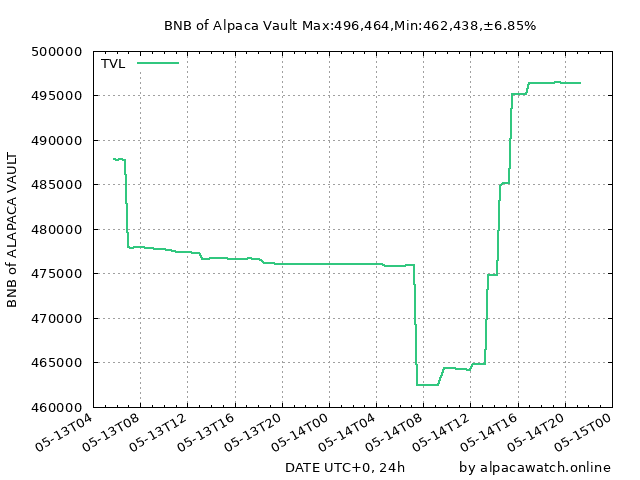 BNB of Alpaca Vault Max:496,464,Min:462,438,±6.85%
TVL
500000
495000
490000
485000
480000
475000
470000
465000
460000
BNB of ALAPACA VAULT
05-13T04
05-13T08
05-13T12
05-13T16
05-13T20
05-14T00
05-14T04
05-14T08
05-14T12
05-14T16
05-14T20
05-15T00
DATE UTC+0, 24h
by alpacawatch.online